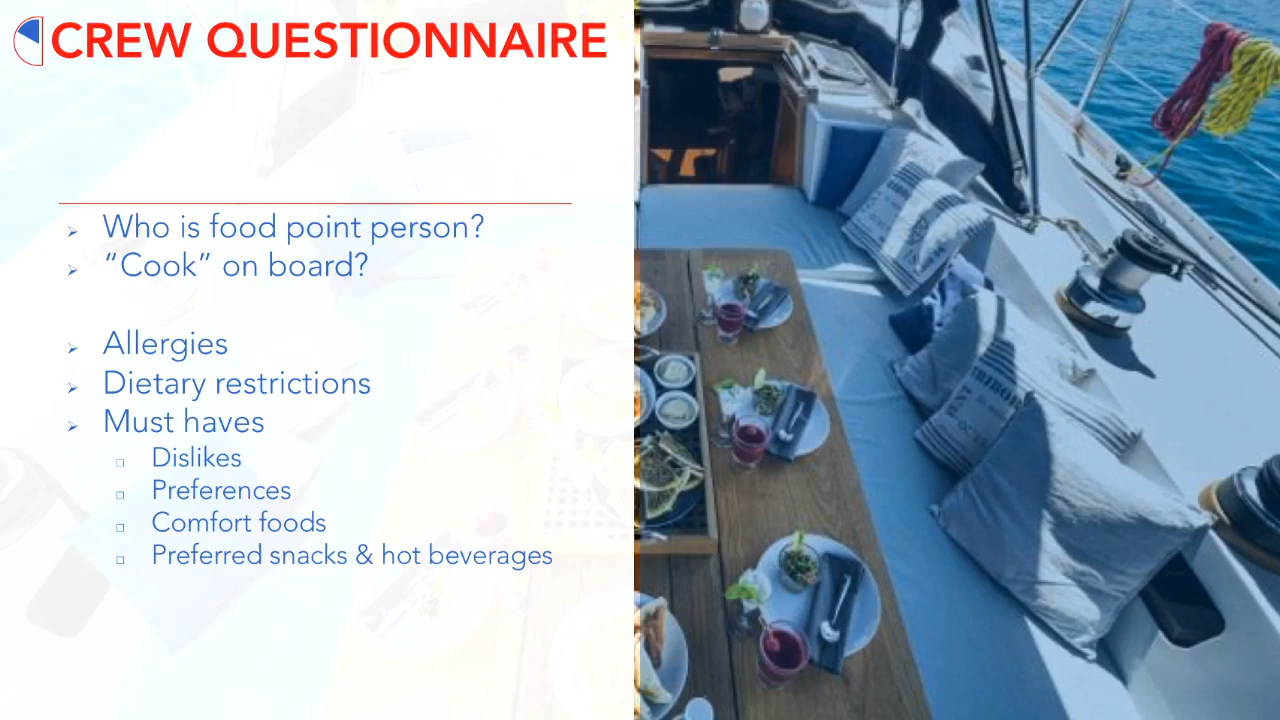 CREW QUESTIONNAIRE
Who is food point person?
“Cook” on board?
Allergies
Dietary restrictions
Must haves
Dislikes
Preferences
Comfort foods
Preferred snacks & hot beverages